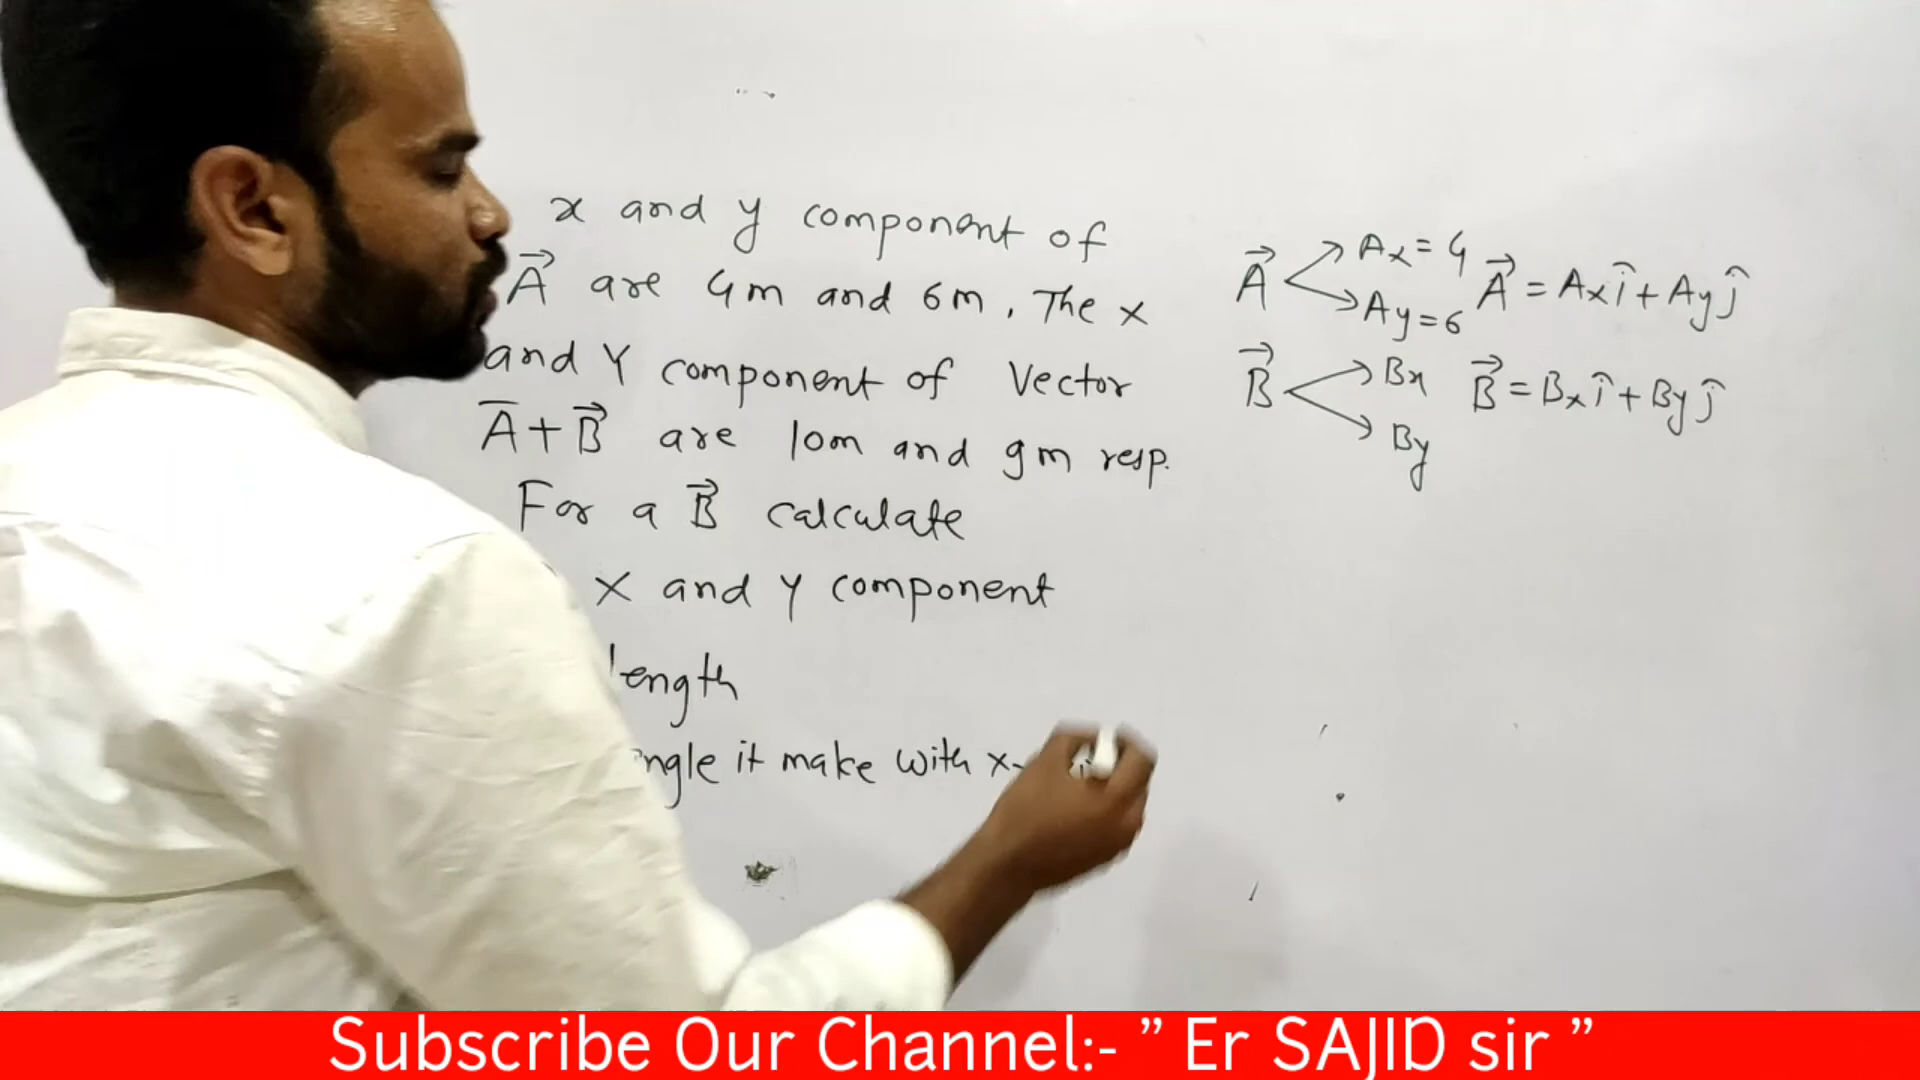 x and y component of
A⃗ are 4m and 6m. The x
and Y component of Vector
A̅+B⃗ are 10m and 9m resp.
For a B⃗ calculate
X and Y component
length
ngle it make with x-
A⃗ Ax=4 A⃗ = Axî+Ayĵ
Ay=6
B⃗ Bx B⃗ = Bxî+Byĵ
By
Subscribe Our Channel:- ” Er SAJID sir ”